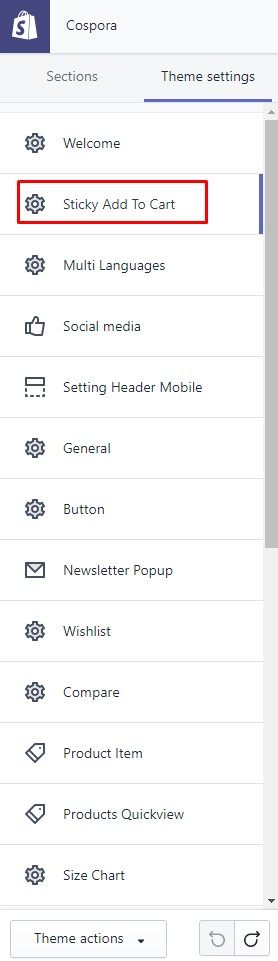 Cospora
Sections Theme settings
Welcome
Sticky Add To Cart
Multi Languages
Social media
Setting Header Mobile
General
Button
Newsletter Popup
Wishlist
Compare
Product Item
Products Quickview
Size Chart
Theme actions